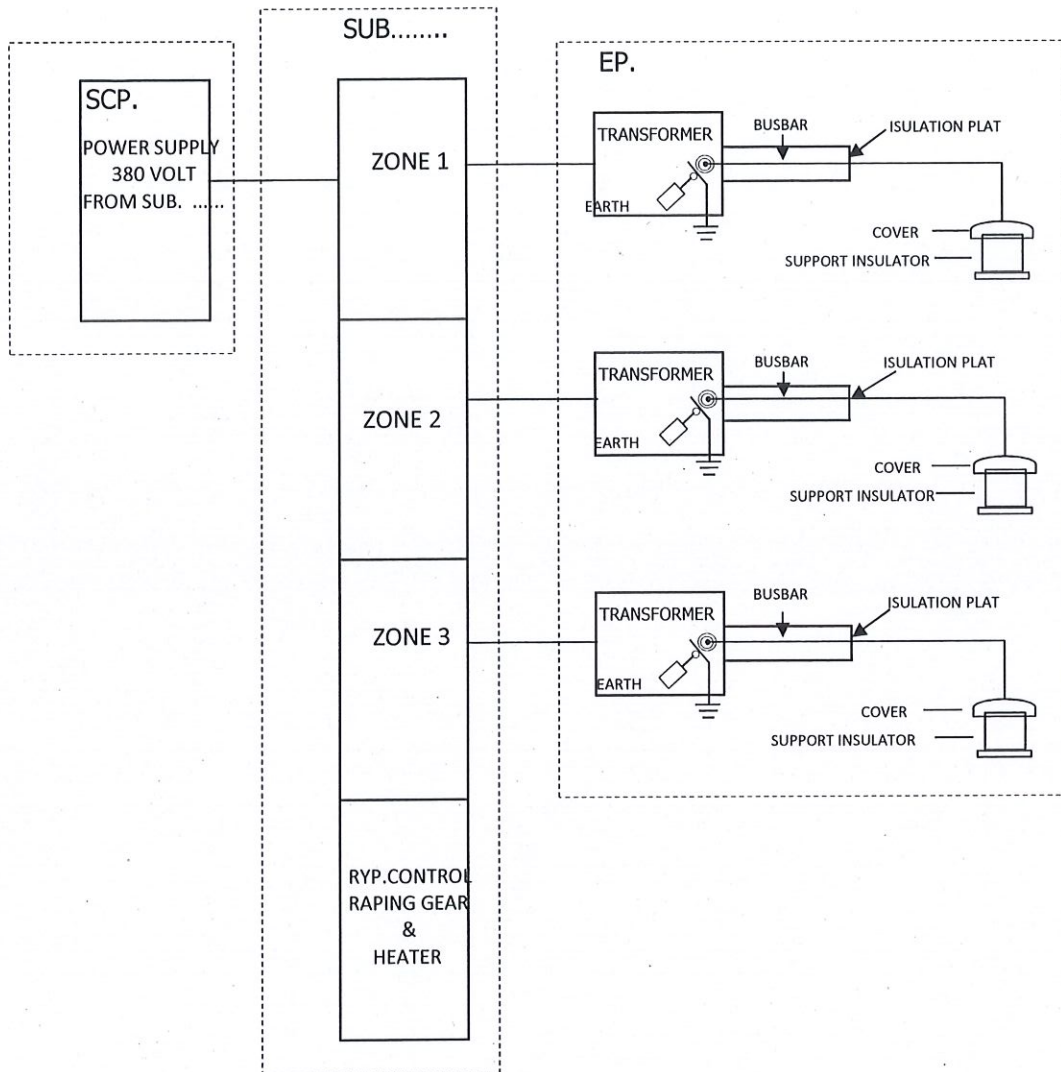 SUB........
SCP.
POWER SUPPLY
380 VOLT
FROM SUB. ......
ZONE 1
ZONE 2
ZONE 3
RYP.CONTROL
RAPING GEAR
&
HEATER
EP.
TRANSFORMER
BUSBAR
ISULATION PLAT
EARTH
COVER
SUPPORT INSULATOR
TRANSFORMER
BUSBAR
ISULATION PLAT
EARTH
COVER
SUPPORT INSULATOR
TRANSFORMER
BUSBAR
ISULATION PLAT
EARTH
COVER
SUPPORT INSULATOR